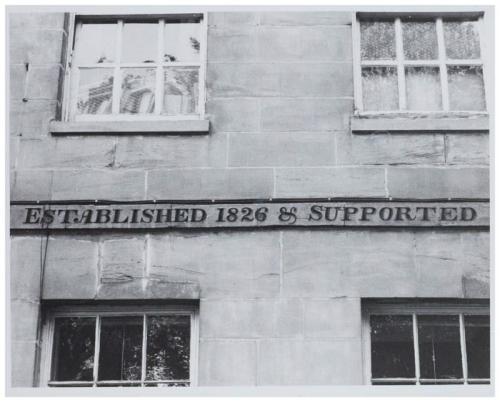 ESTABLISHED 1826 & SUPPORTED